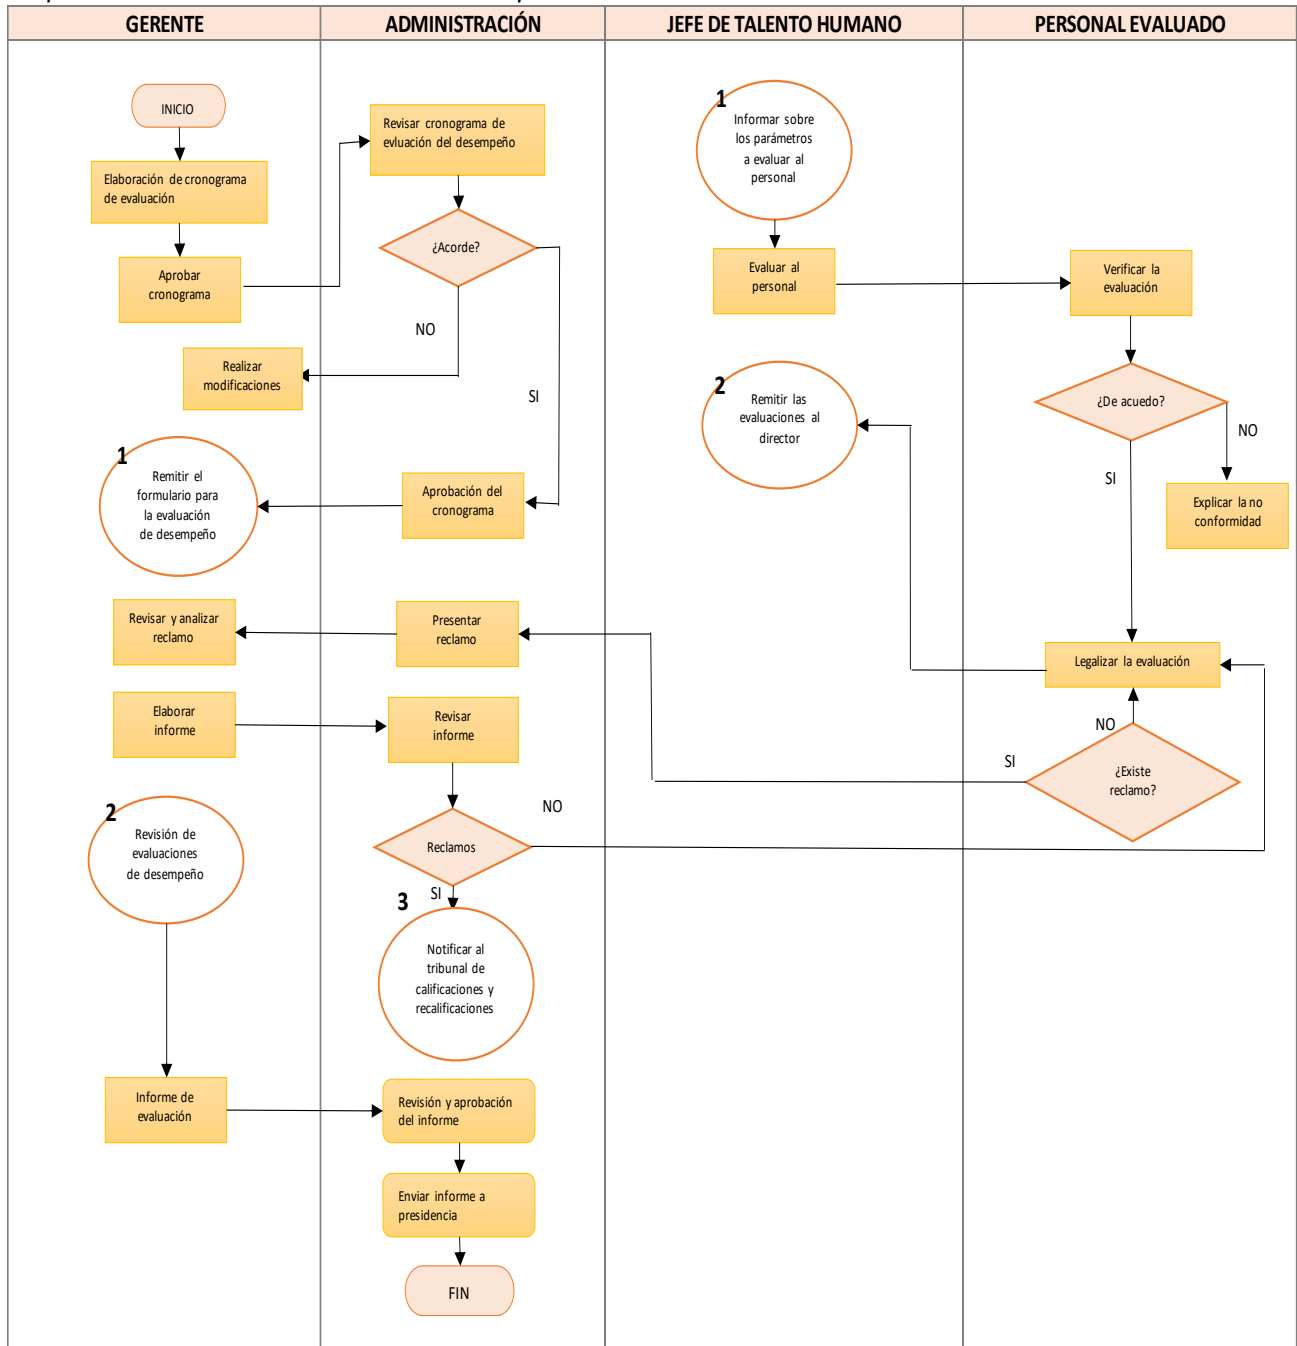 GERENTE
ADMINISTRACIÓN
JEFE DE TALENTO HUMANO
PERSONAL EVALUADO
INICIO
Elaboración de cronograma
de evaluación
Aprobar
cronograma
Realizar
modificaciones
1
Remitir el
formulario para
la evaluación
de desempeño
Revisar y analizar
reclamo
Elaborar
informe
2
Revisión de
evaluaciones
de desempeño
Informe de
evaluación
Revisar cronograma de
evluación del desempeño
¿Acorde?
NO
SI
Aprobación del
cronograma
Presentar
reclamo
Revisar
informe
NO
Reclamos
SI
3
Notificar al
tribunal de
calificaciones y
recalificaciones
Revisión y aprobación
del informe
Enviar informe a
presidencia
FIN
1
Informar sobre
los parámetros
a evaluar al
personal
Evaluar al
personal
2
Remitir las
evaluaciones al
director
Verificar la
evaluación
¿De acuedo?
NO
SI
Explicar la no
conformidad
Legalizar la evaluación
NO
SI
¿Existe
reclamo?